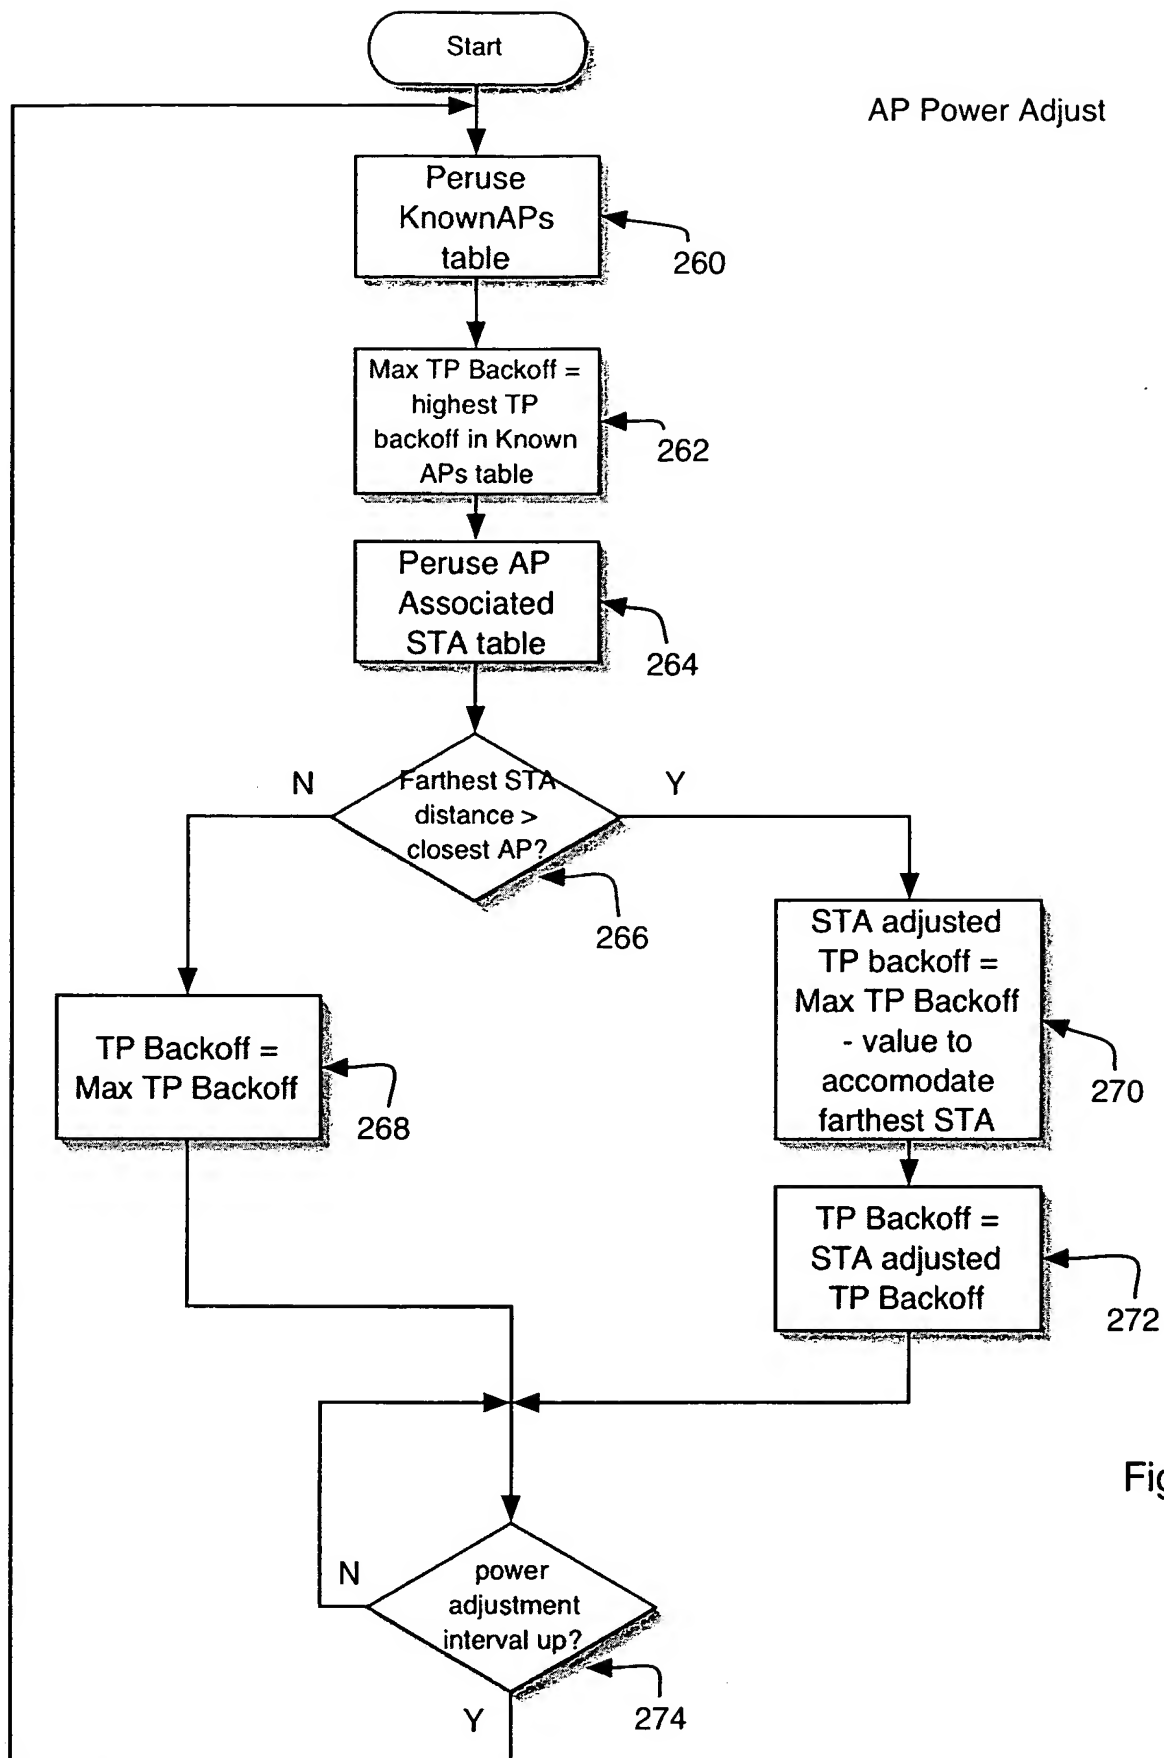 Start
AP Power Adjust
Peruse
KnownAPs
table
260
Max TP Backoff =
highest TP
backoff in Known
APs table
262
Peruse AP
Associated
STA table
264
N
Farthest STA
distance >
closest AP?
Y
266
STA adjusted
TP backoff =
Max TP Backoff
- value to
accomodate
farthest STA
270
TP Backoff =
Max TP Backoff
268
TP Backoff =
STA adjusted
TP Backoff
272
N
power
adjustment
interval up?
Y
274